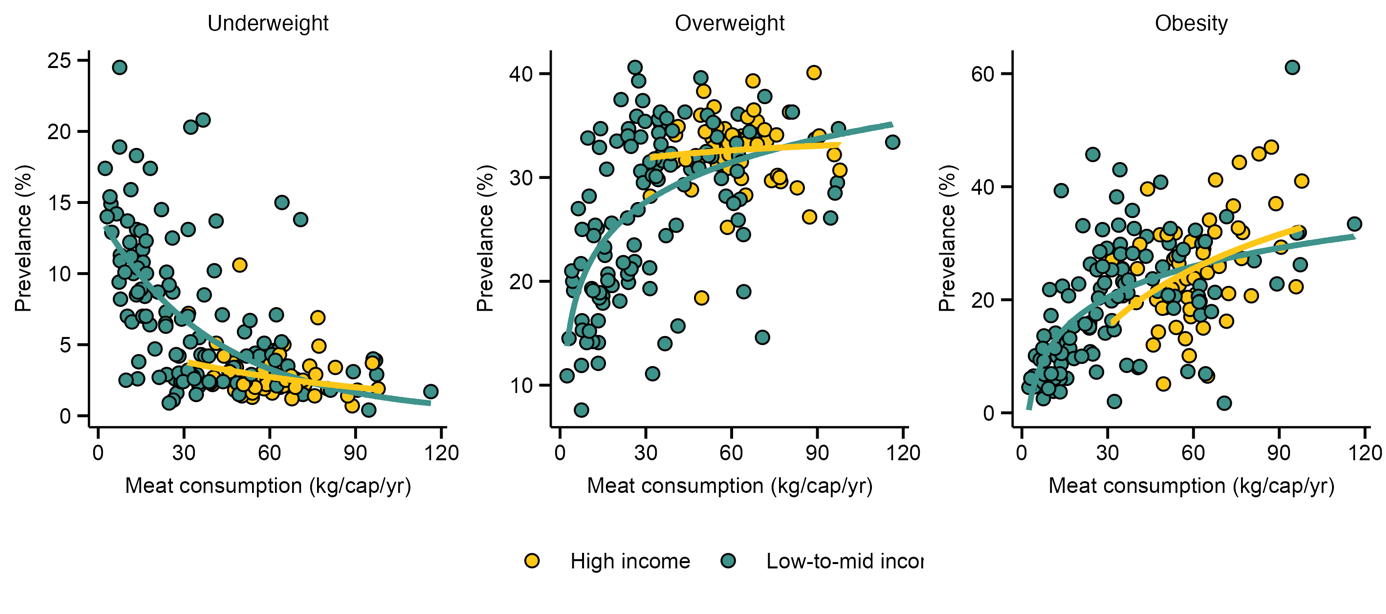 Underweight
Overweight
Obesity
25
20
15
10
5
0
Prevelance (%)
0 30 60 90 120
Meat consumption (kg/cap/yr)
40
30
20
10
Prevelance (%)
0 30 60 90 120
Meat consumption (kg/cap/yr)
60
40
20
0
Prevelance (%)
0 30 60 90 120
Meat consumption (kg/cap/yr)
High income Low-to-mid incor